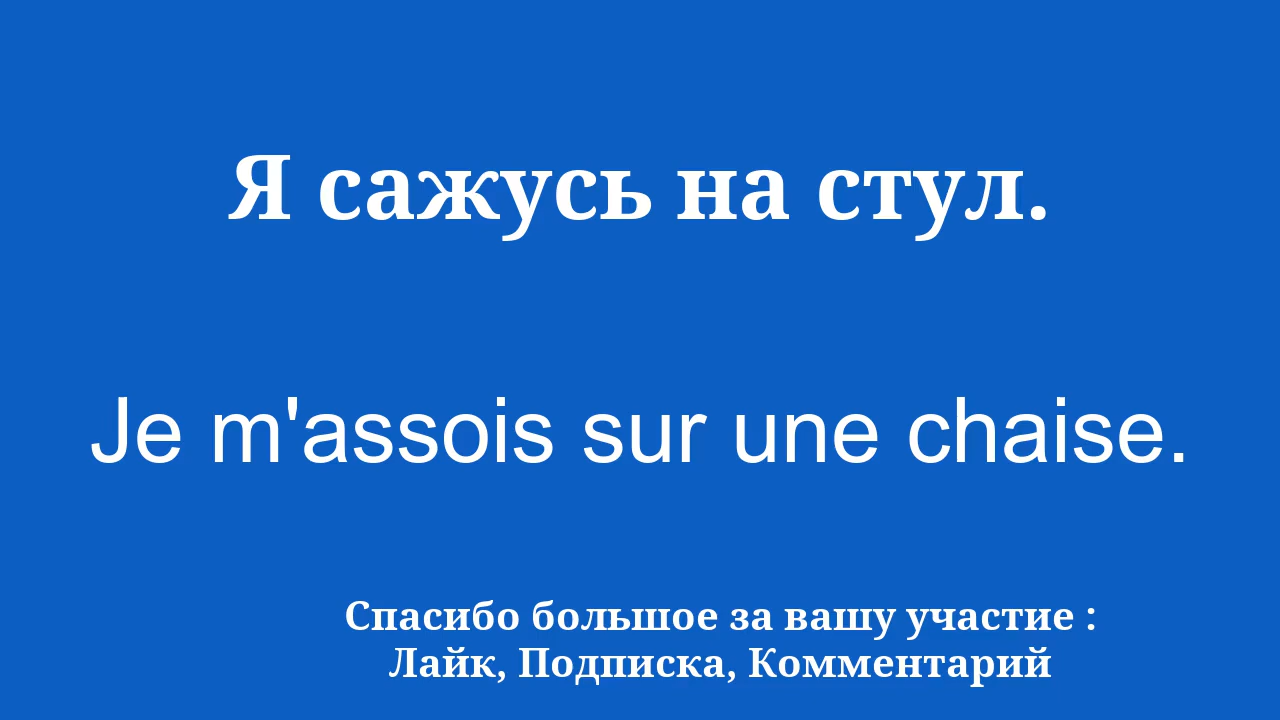 Я сажусь на стул.
Je m'assois sur une chaise.
Спасибо большое за вашу участие :
Лайк, Подписка, Комментарий